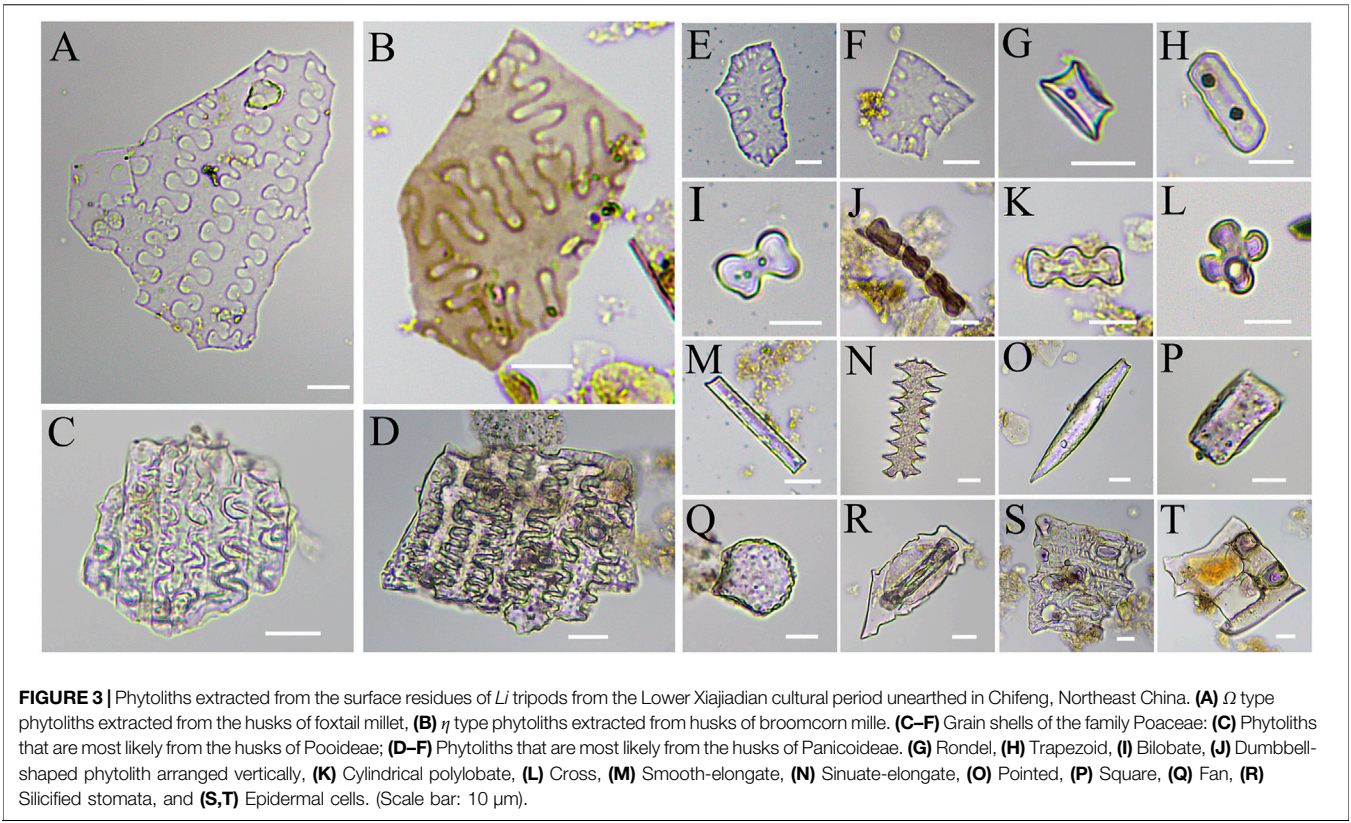 A
B
E
F
G
H
I
J
K
L
M
N
O
P
C
D
Q
R
S
T
FIGURE 3 | Phytoliths extracted from the surface residues of Li tripods from the Lower Xiajiadian cultural period unearthed in Chifeng, Northeast China. (A) Ω type
phytoliths extracted from the husks of foxtail millet, (B) η type phytoliths extracted from husks of broomcorn mille. (C–F) Grain shells of the family Poaceae: (C) Phytoliths
that are most likely from the husks of Pooideae; (D–F) Phytoliths that are most likely from the husks of Panicoideae. (G) Rondel, (H) Trapezoid, (I) Bilobate, (J) Dumbbell-
shaped phytolith arranged vertically, (K) Cylindrical polylobate, (L) Cross, (M) Smooth-elongate, (N) Sinuate-elongate, (O) Pointed, (P) Square, (Q) Fan, (R)
Silicified stomata, and (S,T) Epidermal cells. (Scale bar: 10 μm).